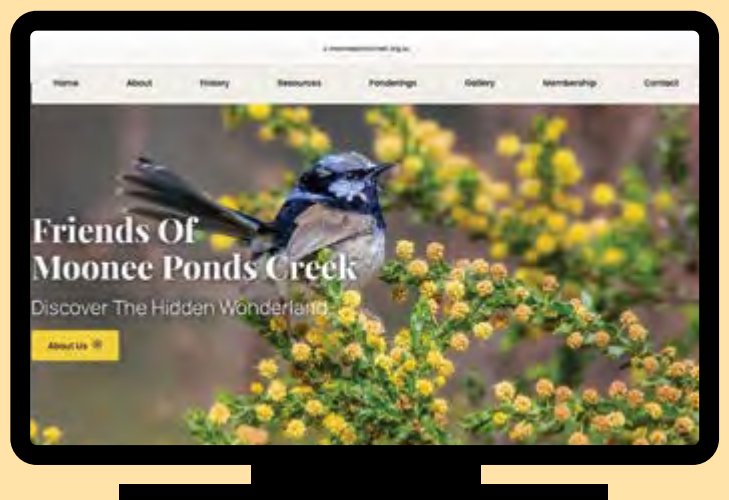 Home About History Resources Ponderings Gallery Membership Contact
Friends Of
Moonee Ponds Creek
Discover The Hidden Wonderland
About Us